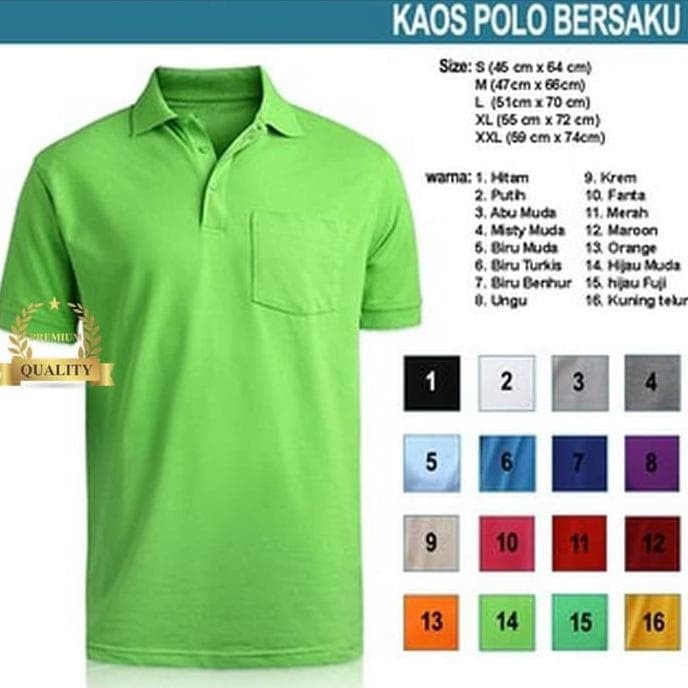 KAOS POLO BERSAKU
Size: S (45 cm x 64 cm)
M (47cm x 66cm)
L (51cm x 70 cm)
XL (55 cm x 72 cm)
XXL (59 cm x 74cm)
warna: 1. Hitam
2. Putih
3. Abu Muda
4. Misty Muda
5. Biru Muda
6. Biru Turkis
7. Biru Benhur
8. Ungu
9. Krem
10. Fanta
11. Merah
12. Maroon
13. Orange
14. Hijau Muda
15. hijau Fuji
16. Kuning telur
PREMIUM
QUALITY
1 2 3 4
5 6 7 8
9 10 11 12
13 14 15 16